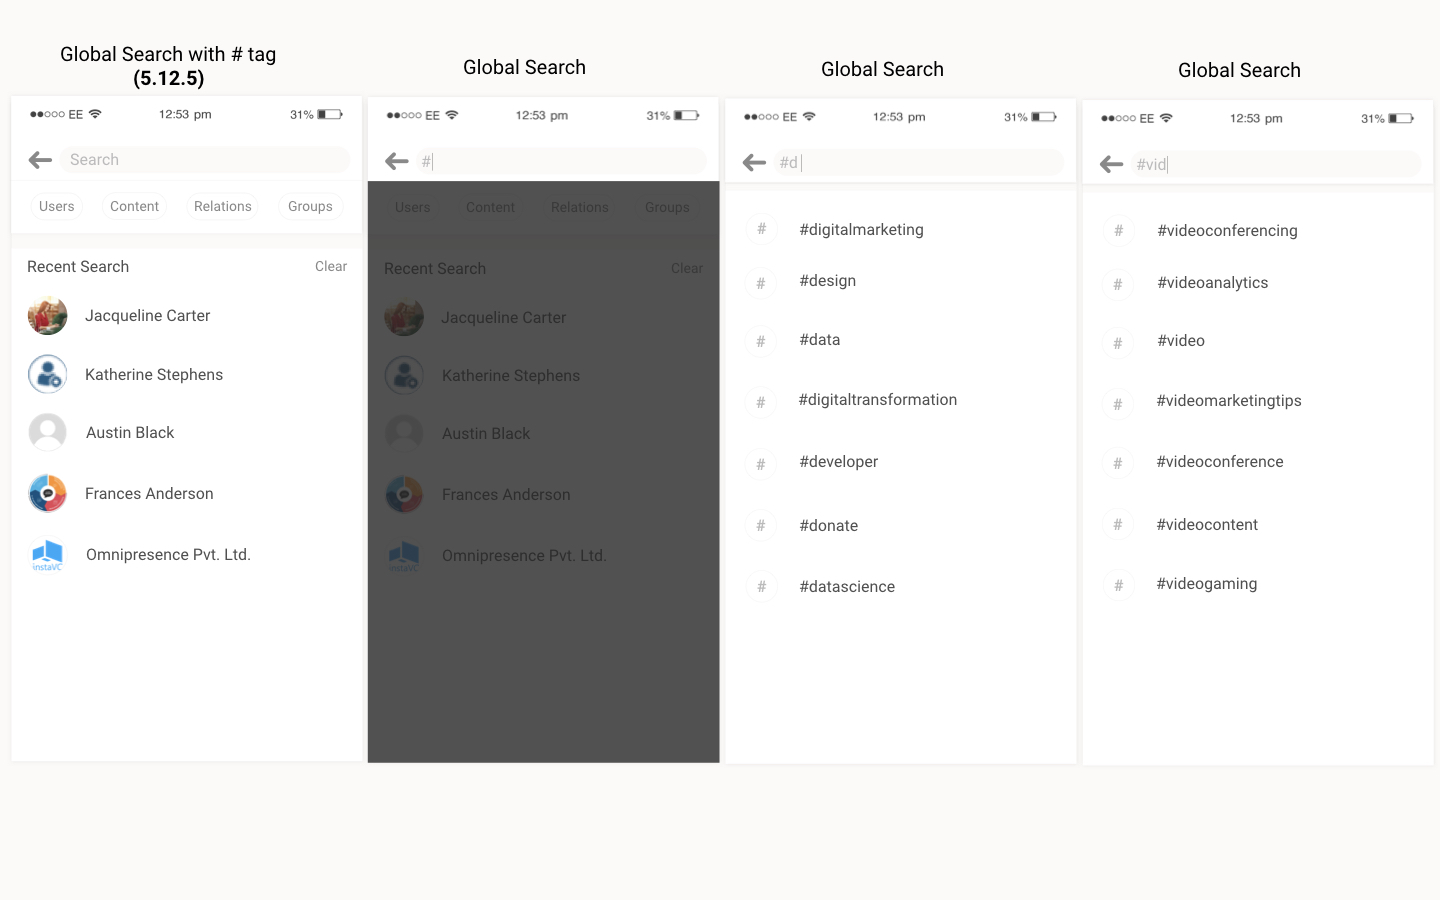 Global Search with # tag
(5.12.5)
EE 12:53 pm 31%
Search
Users Content Relations Groups
Recent Search Clear
Jacqueline Carter
Katherine Stephens
Austin Black
Frances Anderson
instaVC Omnipresence Pvt. Ltd.
Global Search
EE 12:53 pm 31%
#
Users Content Relations Groups
Recent Search Clear
Jacqueline Carter
Katherine Stephens
Austin Black
Frances Anderson
instaVC Omnipresence Pvt. Ltd.
Global Search
EE 12:53 pm 31%
#d
# #digitalmarketing
# #design
# #data
# #digitaltransformation
# #developer
# #donate
# #datascience
Global Search
EE 12:53 pm 31%
#vid
# #videoconferencing
# #videoanalytics
# #video
# #videomarketingtips
# #videoconference
# #videocontent
# #videogaming